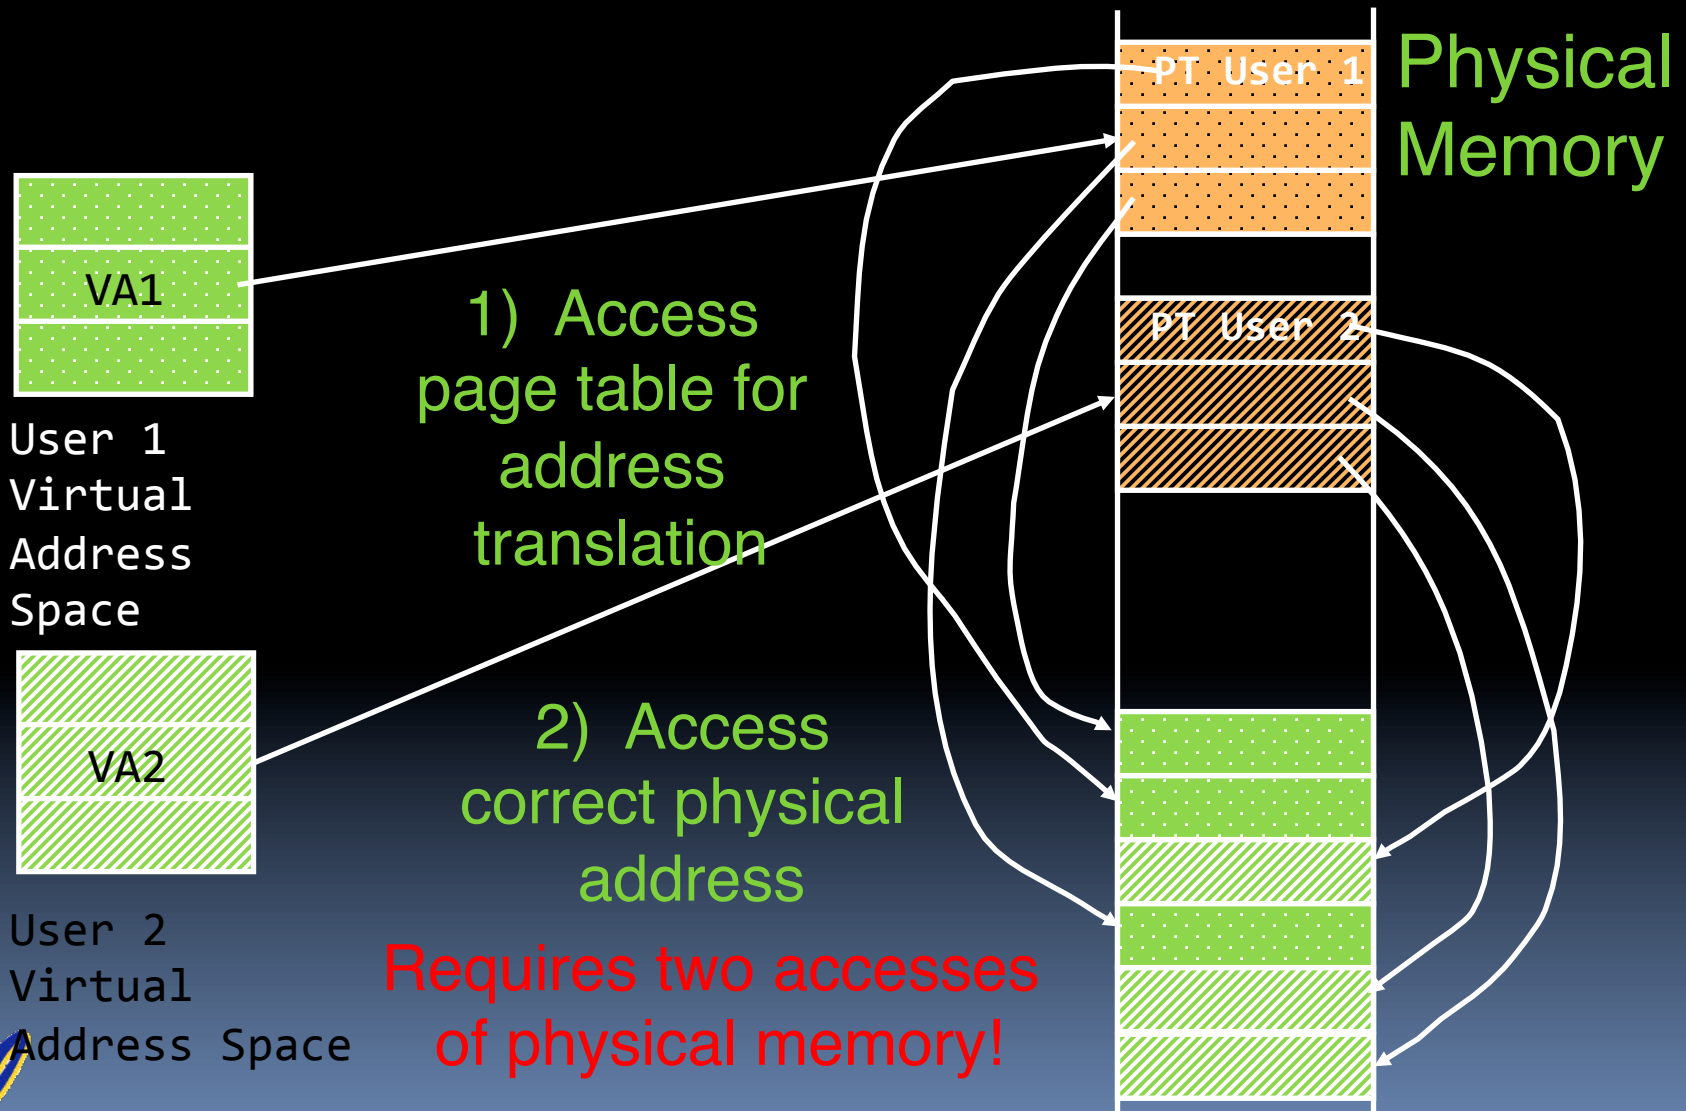 PT User 1
Physical
Memory
VA1
1) Access
page table for
address
translation
PT User 2
User 1
Virtual
Address
Space
VA2
2) Access
correct physical
address
User 2
Virtual
Address Space
Requires two accesses
of physical memory!